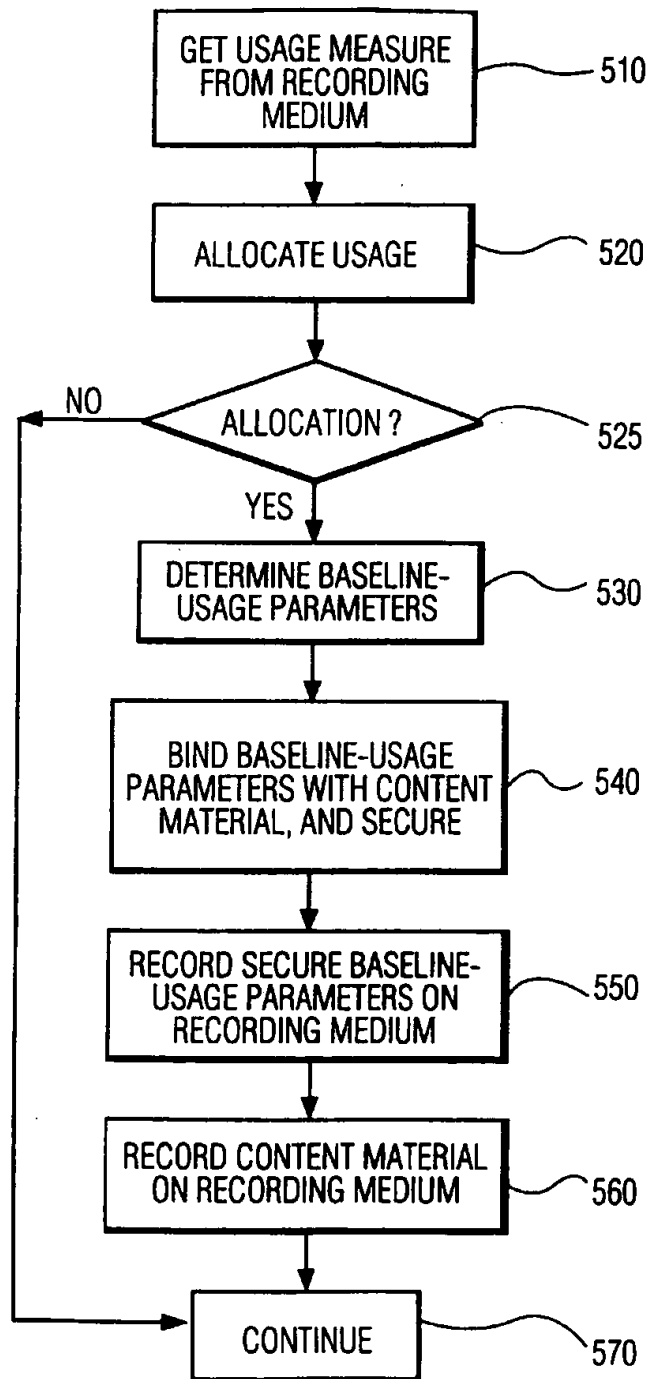 GET USAGE MEASURE
FROM RECORDING
MEDIUM
510
ALLOCATE USAGE
520
NO
ALLOCATION ?
525
YES
DETERMINE BASELINE-
USAGE PARAMETERS
530
BIND BASELINE-USAGE
PARAMETERS WITH CONTENT
MATERIAL, AND SECURE
540
RECORD SECURE BASELINE-
USAGE PARAMETERS ON
RECORDING MEDIUM
550
RECORD CONTENT MATERIAL
ON RECORDING MEDIUM
560
CONTINUE
570